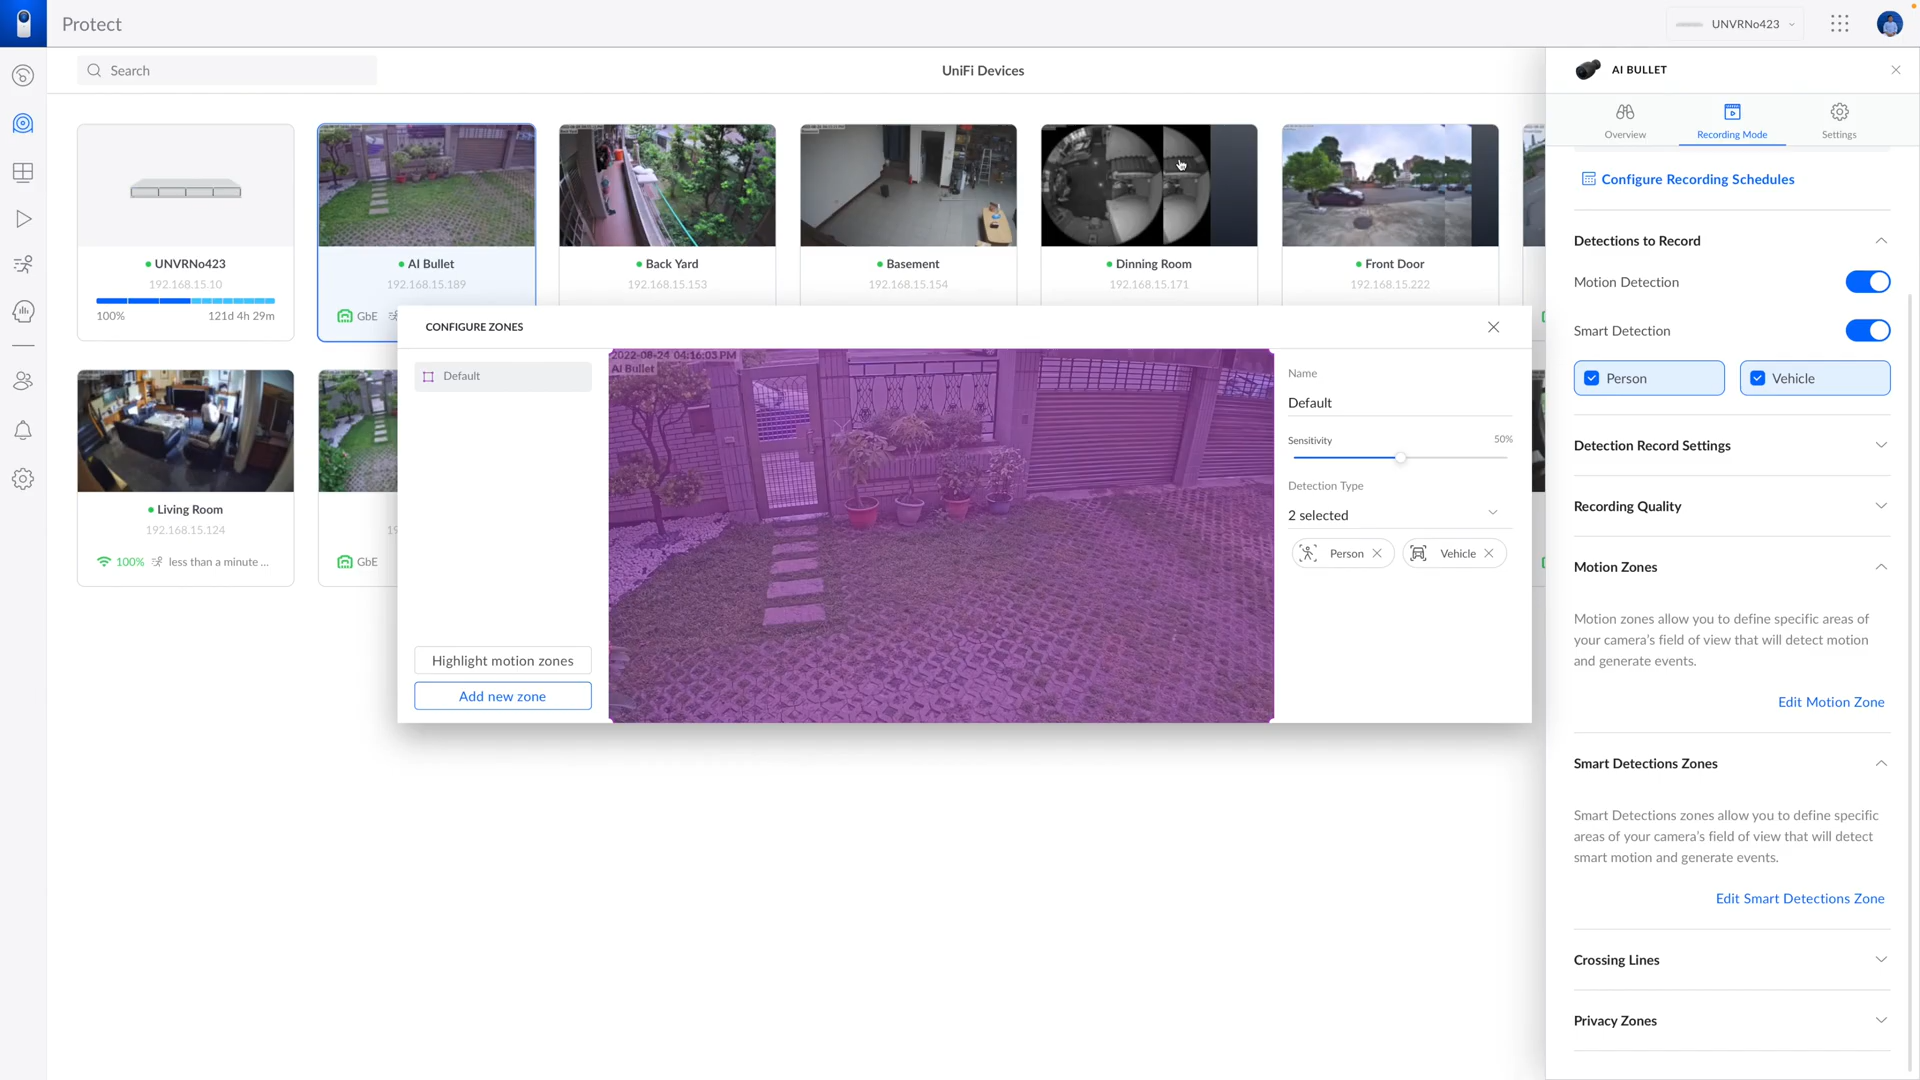 Protect
UNVRNo423
Search
UniFi Devices
AI BULLET
Overview
Recording Mode
Settings
Configure Recording Schedules
Detections to Record
Motion Detection
Smart Detection
Person
Vehicle
Detection Record Settings
Recording Quality
Motion Zones
Motion zones allow you to define specific areas of
your camera's field of view that will detect motion
and generate events.
Edit Motion Zone
Smart Detections Zones
Smart Detections zones allow you to define specific
areas of your camera's field of view that will detect
smart motion and generate events.
Edit Smart Detections Zone
Crossing Lines
Privacy Zones
UNVRNo423
192.168.15.10
100%
121d 4h 29m
AI Bullet
192.168.15.189
GbE
Back Yard
192.168.15.153
Basement
192.168.15.154
Dinning Room
192.168.15.171
Front Door
192.168.15.222
Living Room
192.168.15.124
100%
less than a minute ...
GbE
CONFIGURE ZONES
Default
Highlight motion zones
Add new zone
2022-08-24 04:16:03 PM
AI Bullet
Name
Default
Sensitivity
50%
Detection Type
2 selected
Person
Vehicle